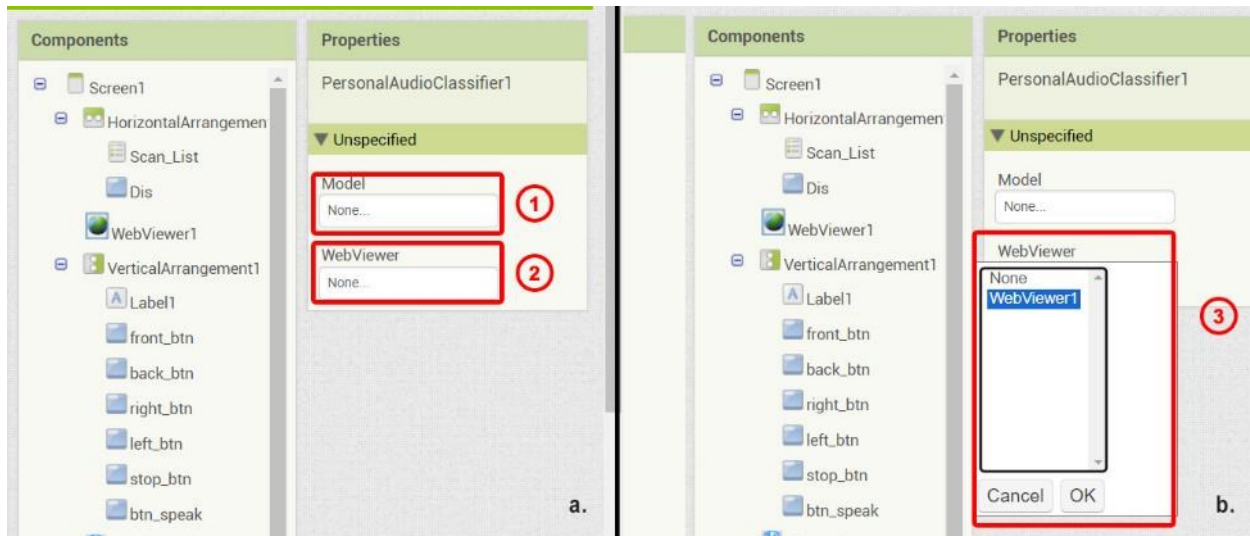 Components
Screen1
HorizontalArrangemen
Scan_List
Dis
WebViewer1
VerticalArrangement1
Label1
front_btn
back_btn
right_btn
left_btn
stop_btn
btn_speak
Properties
PersonalAudioClassifier1
Unspecified
Model
None...
1
WebViewer
None...
2
a.
Components
Screen1
HorizontalArrangemen
Scan_List
Dis
WebViewer1
VerticalArrangement1
Label1
front_btn
back_btn
right_btn
left_btn
stop_btn
btn_speak
Properties
PersonalAudioClassifier1
Unspecified
Model
None...
WebViewer
None
WebViewer1
3
Cancel OK
b.